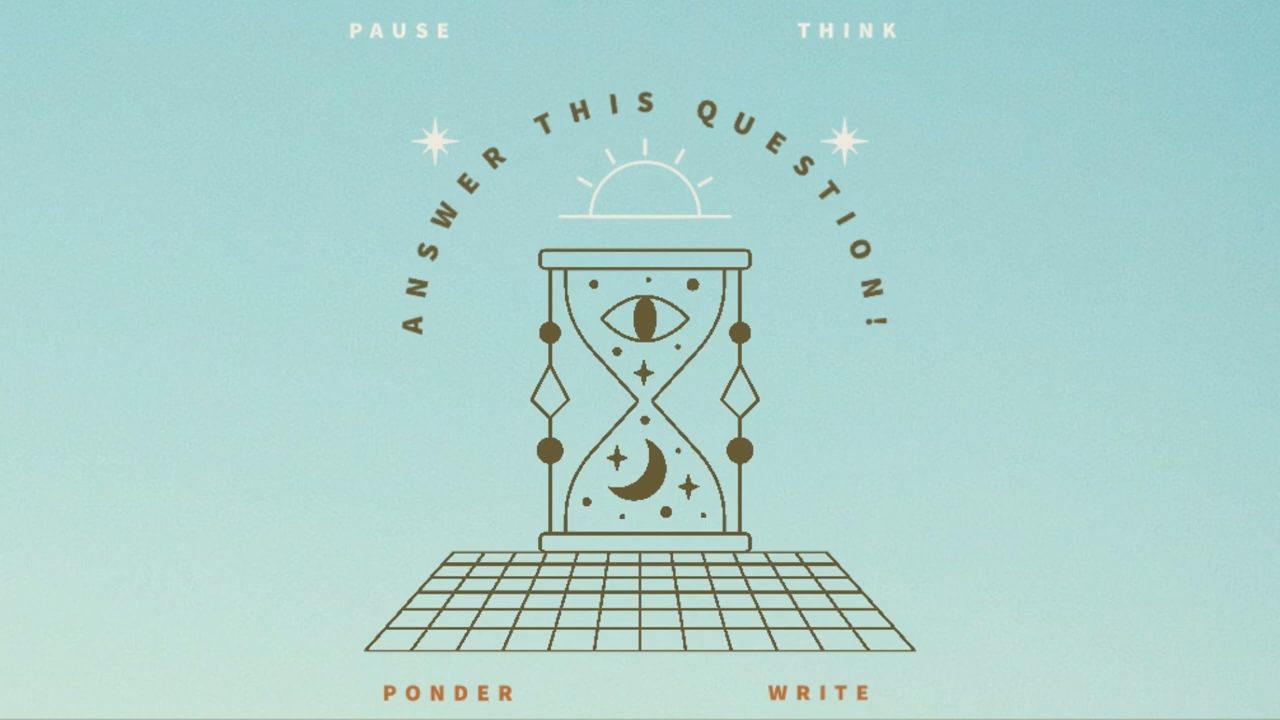 PAUSE
THINK
ANSWER THIS QUESTION!
PONDER
WRITE